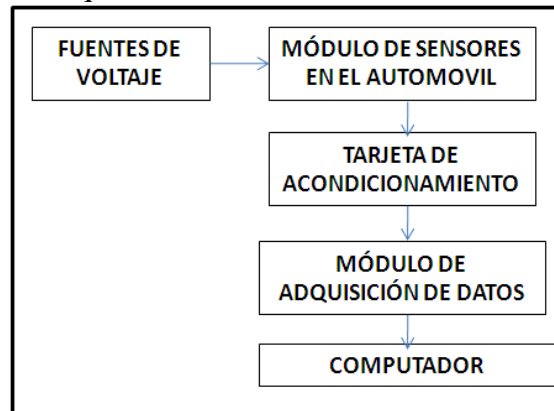 FUENTES DE
VOLTAJE
MÓDULO DE SENSORES
EN EL AUTOMOVIL
TARJETA DE
ACONDICIONAMIENTO
MÓDULO DE
ADQUISICIÓN DE DATOS
COMPUTADOR